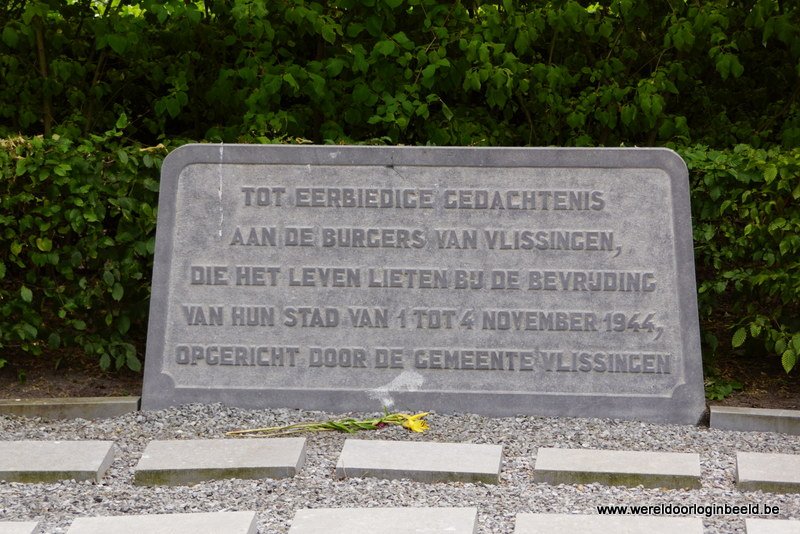 TOT EERBIEDIGE GEDACHTENIS
AAN DE BURGERS VAN VLISSINGEN,
DIE HET LEVEN LIETEN BIJ DE BEVRIJDING
VAN HUN STAD VAN 1 TOT 4 NOVEMBER 1944,
OPGERICHT DOOR DE GEMEENTE VLISSINGEN
www.wereldoorloginbeeld.be